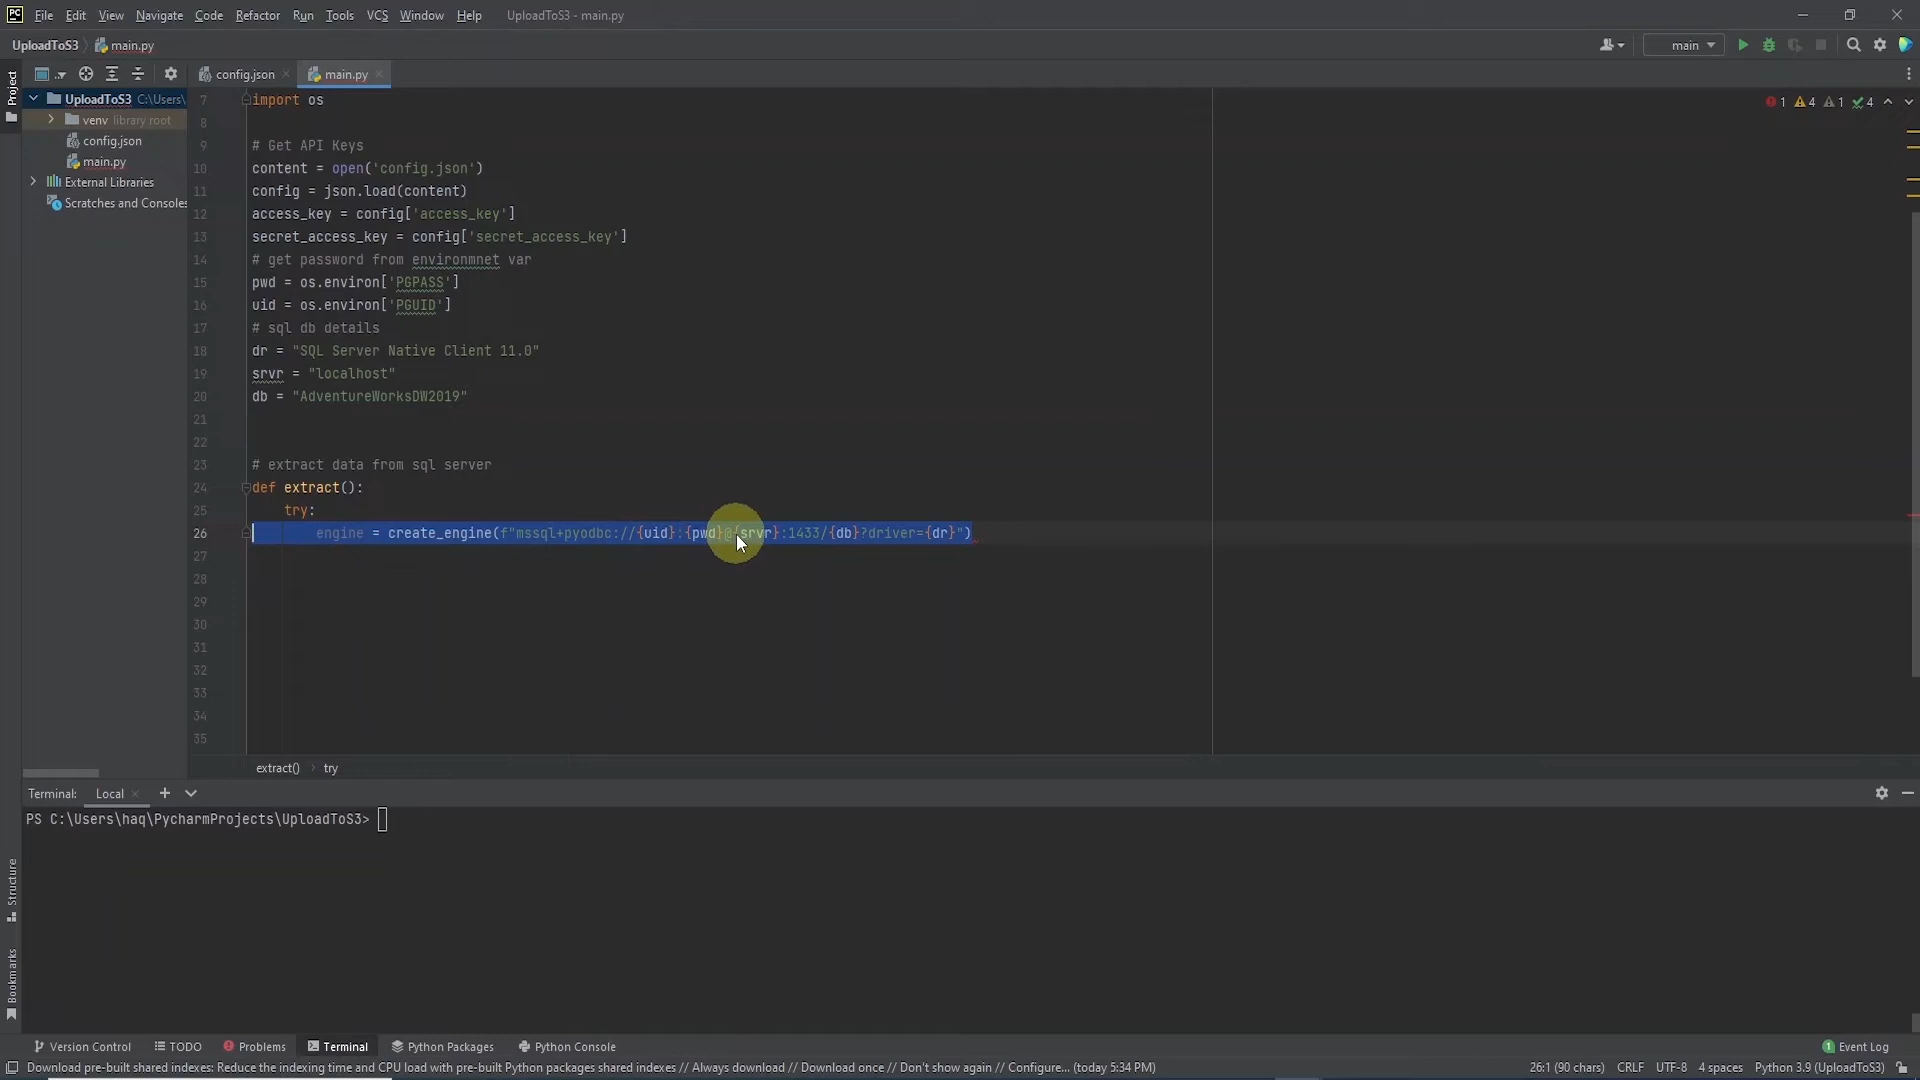 PC File Edit View Navigate Code Refactor Run Tools VCS Window Help UploadToS3 - main.py
UploadToS3 main.py main
Project
config.json main.py
UploadToS3 C:\Users\
venv library root
config.json
main.py
External Libraries
Scratches and Consoles
1 4 1 4
7 import os
8
9 # Get API Keys
10 content = open('config.json')
11 config = json.load(content)
12 access_key = config['access_key']
13 secret_access_key = config['secret_access_key']
14 # get password from environmnet var
15 pwd = os.environ['PGPASS']
16 uid = os.environ['PGUID']
17 # sql db details
18 dr = "SQL Server Native Client 11.0"
19 srvr = "localhost"
20 db = "AdventureWorksDW2019"
21
22
23 # extract data from sql server
24 def extract():
25 try:
26 engine = create_engine(f"mssql+pyodbc://{uid}:{pwd}@{srvr}:1433/{db}?driver={dr}")
27
28
29
30
31
32
33
34
35
extract() try
Terminal: Local
PS C:\Users\haq\PycharmProjects\UploadToS3>
Structure
Bookmarks
Version Control TODO Problems Terminal Python Packages Python Console 1 Event Log
Download pre-built shared indexes: Reduce the indexing time and CPU load with pre-built Python packages shared indexes // Always download // Download once // Don't show again // Configure... (today 5:34 PM) 26:1 (90 chars) CRLF UTF-8 4 spaces Python 3.9 (UploadToS3)